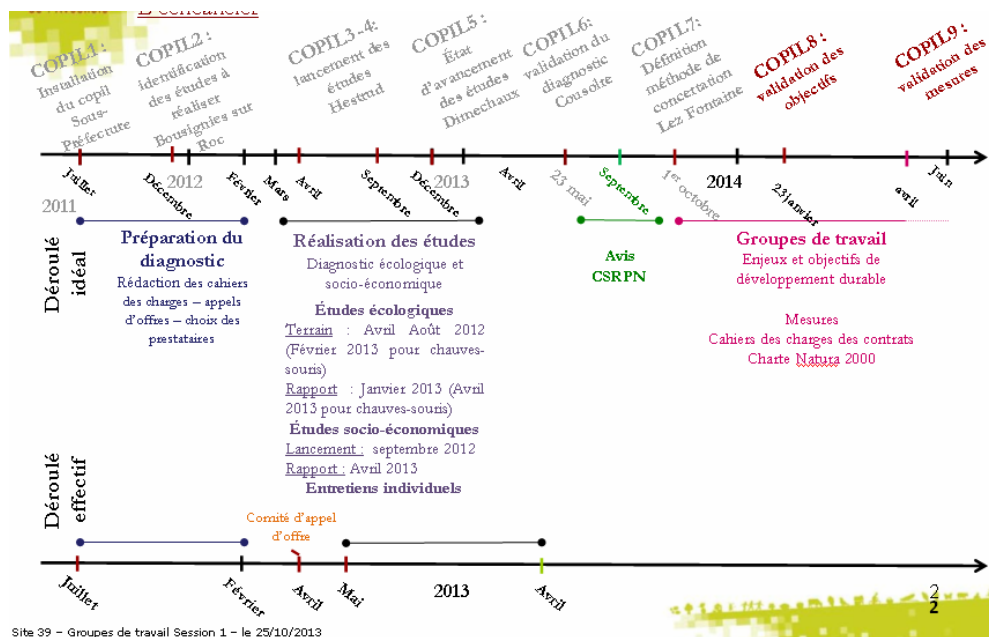 L'échéancier
COPIL1 :
Installation
du copil
Sous-
Préfecture
COPIL2 :
identification
des études à
réaliser
Bousignies sur
Roc
COPIL3-4 :
lancement des
études
Hestrud
COPIL5 :
État
d'avancement
des études
Dimechaux
COPIL6 :
validation du
diagnostic
Cousolre
COPIL7 :
Définition
méthode de
concertation
Lez Fontaine
COPIL8 :
validation des
objectifs
COPIL9 :
validation des
mesures
Juillet
Décembre
2012
Février
Mars
Avril
Septembre
Décembre
2013
Avril
23 mai
Septembre
1er octobre
2014
23 janvier
avril
Juin
2011
Déroulé
idéal
Préparation du
diagnostic
Rédaction des cahiers
des charges – appels
d'offres – choix des
prestataires
Réalisation des études
Diagnostic écologique et
socio-économique
Études écologiques
Terrain : Avril Août 2012
(Février 2013 pour chauves-
souris)
Rapport : Janvier 2013 (Avril
2013 pour chauves-souris)
Études socio-économiques
Lancement : septembre 2012
Rapport : Avril 2013
Entretiens individuels
Avis
CSRPN
Groupes de travail
Enjeux et objectifs de
développement durable
Mesures
Cahiers des charges des contrats
Charte Natura 2000
Déroulé
effectif
Comité d'appel
d'offre
Juillet
Février
Avril
Mai
2013
Avril
2
2
Site 39 – Groupes de travail Session 1 – le 25/10/2013